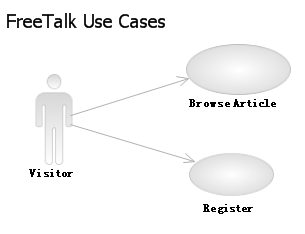 FreeTalk Use Cases
Browse Article
Visitor
Register